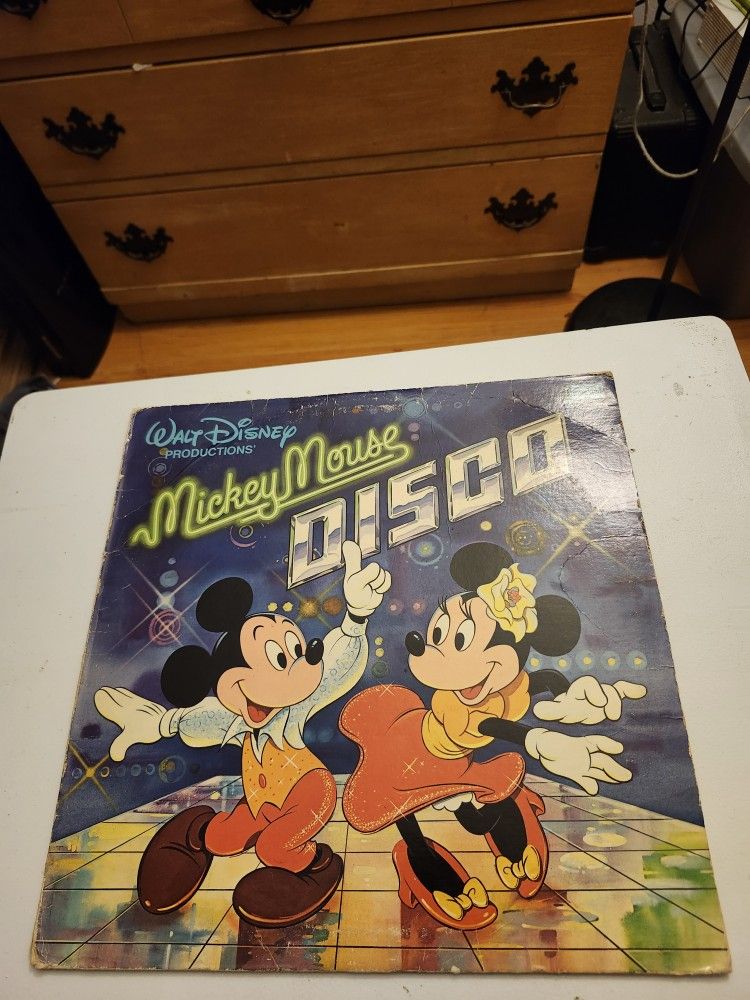 Walt Disney
PRODUCTIONS'
Mickey Mouse
DISCO